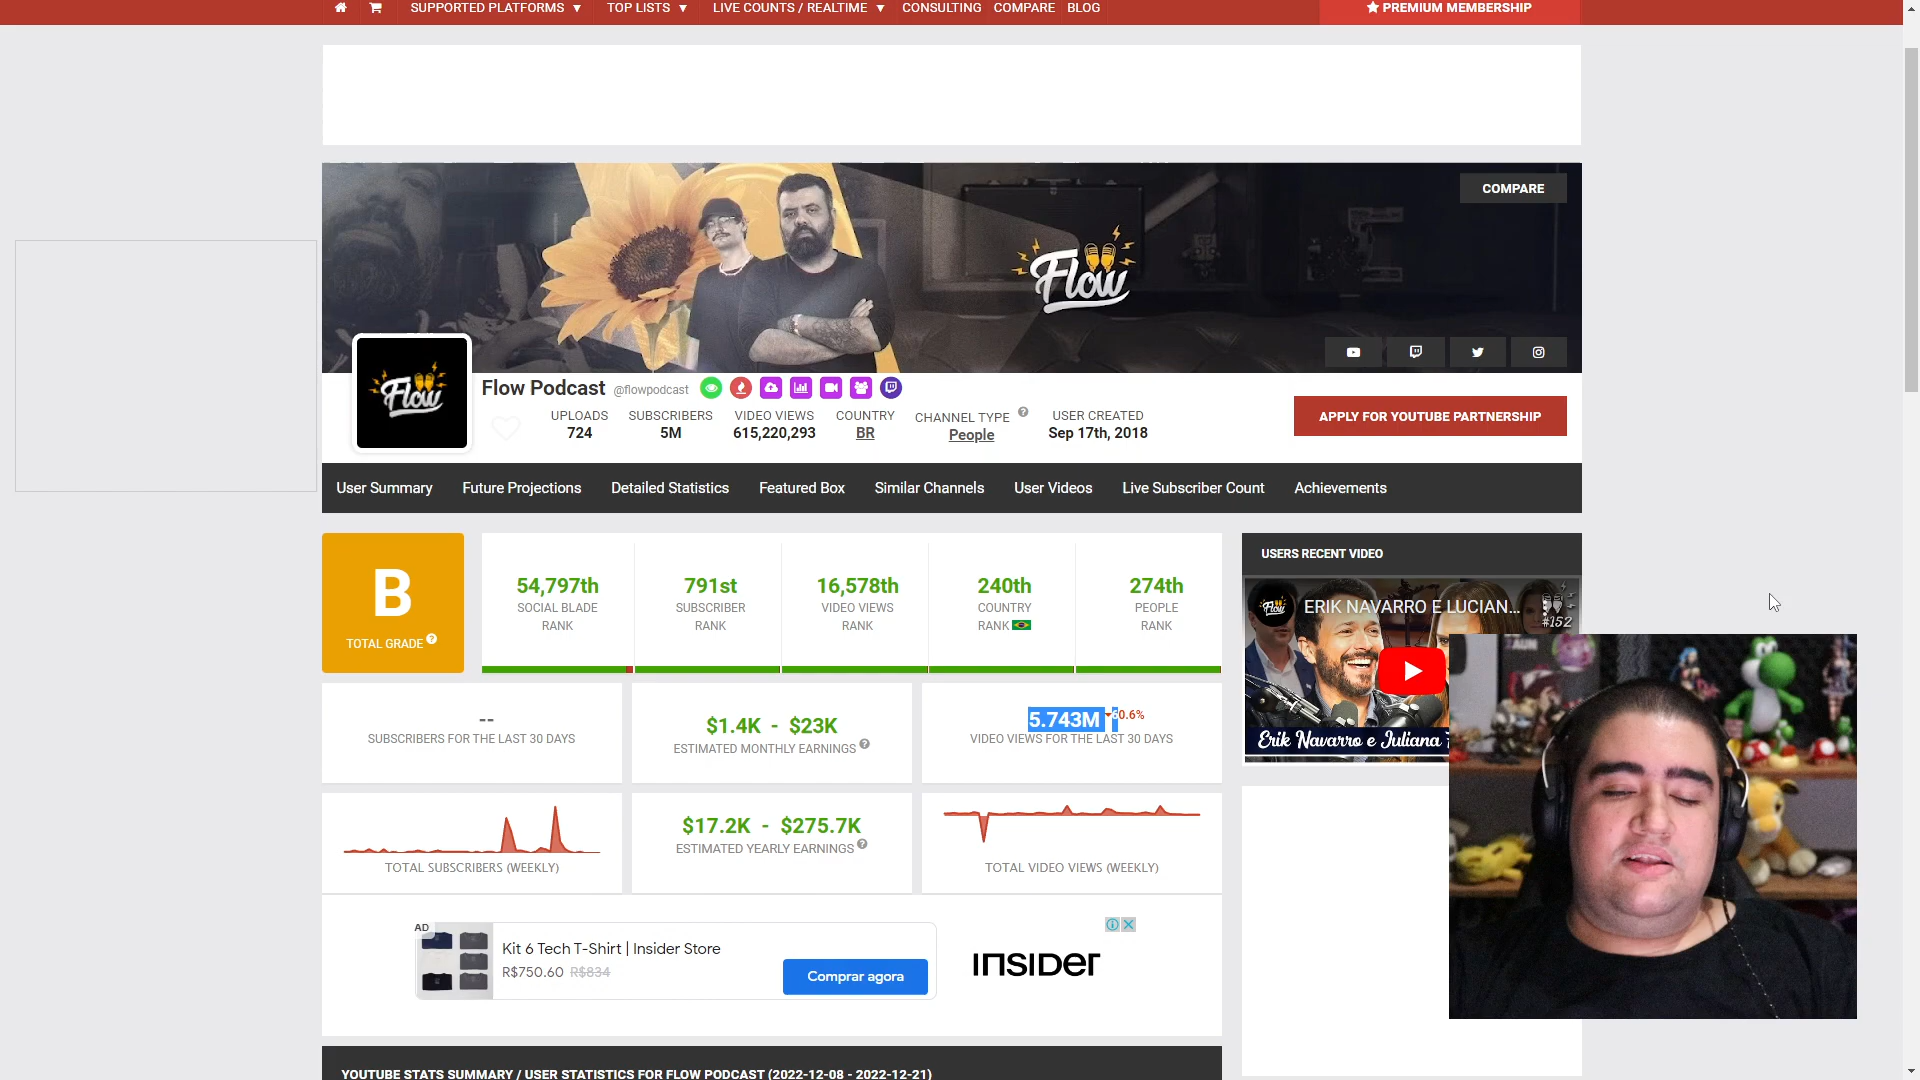 SUPPORTED PLATFORMS ▼ TOP LISTS ▼ LIVE COUNTS / REALTIME ▼ CONSULTING COMPARE BLOG
★ PREMIUM MEMBERSHIP
COMPARE
Flow
Flow
Flow Podcast @flowpodcast
UPLOADS SUBSCRIBERS VIDEO VIEWS COUNTRY CHANNEL TYPE ? USER CREATED
724 5M 615,220,293 BR People Sep 17th, 2018
APPLY FOR YOUTUBE PARTNERSHIP
User Summary Future Projections Detailed Statistics Featured Box Similar Channels User Videos Live Subscriber Count Achievements
B
TOTAL GRADE ?
54,797th
SOCIAL BLADE
RANK
791st
SUBSCRIBER
RANK
16,578th
VIDEO VIEWS
RANK
240th
COUNTRY
RANK
274th
PEOPLE
RANK
USERS RECENT VIDEO
Flow
ERIK NAVARRO E LUCIAN...
#152
Erik Navarro e Juliana
--
SUBSCRIBERS FOR THE LAST 30 DAYS
$1.4K - $23K
ESTIMATED MONTHLY EARNINGS ?
5.743M 60.6%
VIDEO VIEWS FOR THE LAST 30 DAYS
TOTAL SUBSCRIBERS (WEEKLY)
$17.2K - $275.7K
ESTIMATED YEARLY EARNINGS ?
TOTAL VIDEO VIEWS (WEEKLY)
AD
Kit 6 Tech T-Shirt | Insider Store
R$750.60 R$834
Comprar agora
INSIDER
YOUTUBE STATS SUMMARY / USER STATISTICS FOR FLOW PODCAST (2022-12-08 - 2022-12-21)